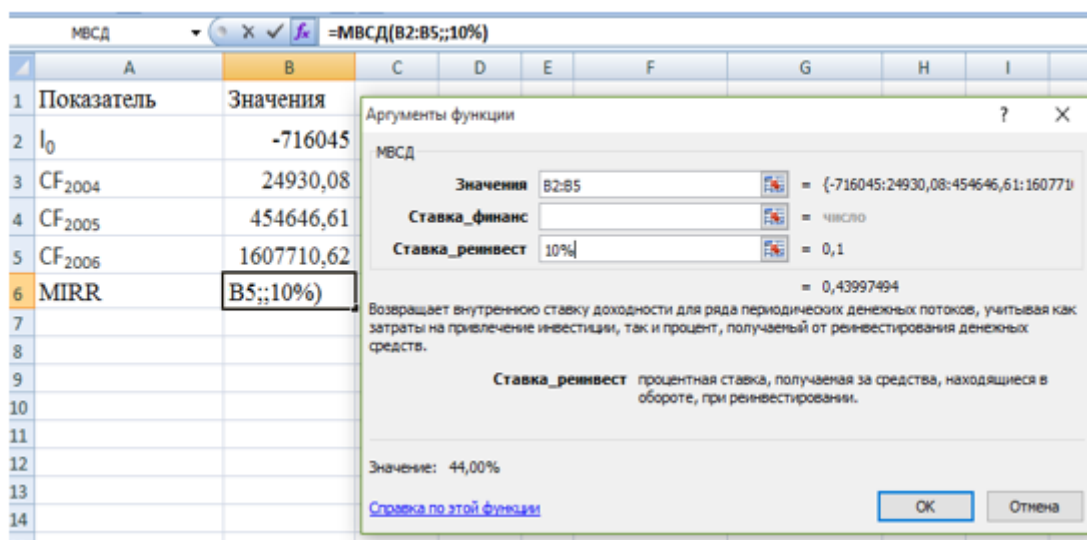 МВСД =МВСД(B2:B5;;10%)
A B C D E F G H I
1 Показатель Значения
2 I0 -716045
3 CF2004 24930,08
4 CF2005 454646,61
5 CF2006 1607710,62
6 MIRR B5;;10%)
7
8
9
10
11
12
13
14
Аргументы функции ? X
МВСД
Значения B2:B5 = {-716045:24930,08:454646,61:160771
Ставка_финанс = число
Ставка_реинвест 10% = 0,1
= 0,43997494
Возвращает внутреннюю ставку доходности для ряда периодических денежных потоков, учитывая как
затраты на привлечение инвестиции, так и процент, получаемый от реинвестирования денежных
средств.
Ставка_реинвест процентная ставка, получаемая за средства, находящиеся в
обороте, при реинвестировании.
Значение: 44,00%
Справка по этой функции OK Отмена